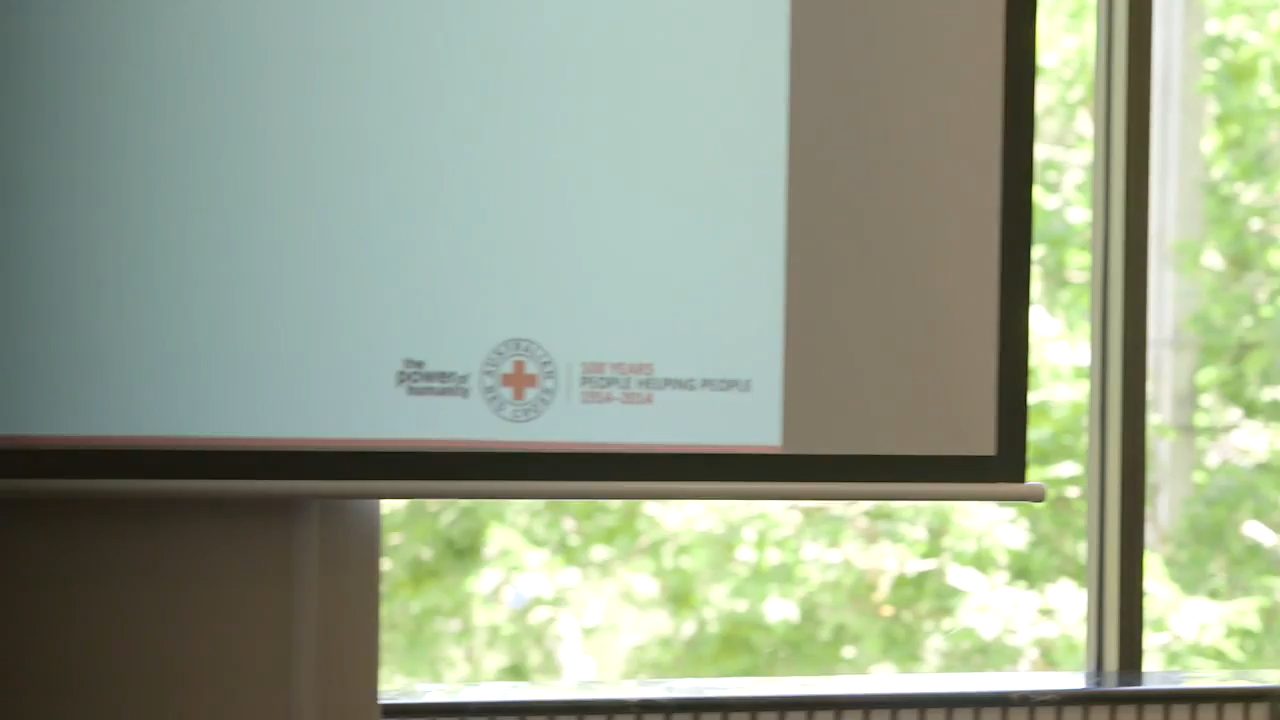 the
power of
humanity
AUSTRALIAN
RED CROSS
100 YEARS
PEOPLE HELPING PEOPLE
1914–2014